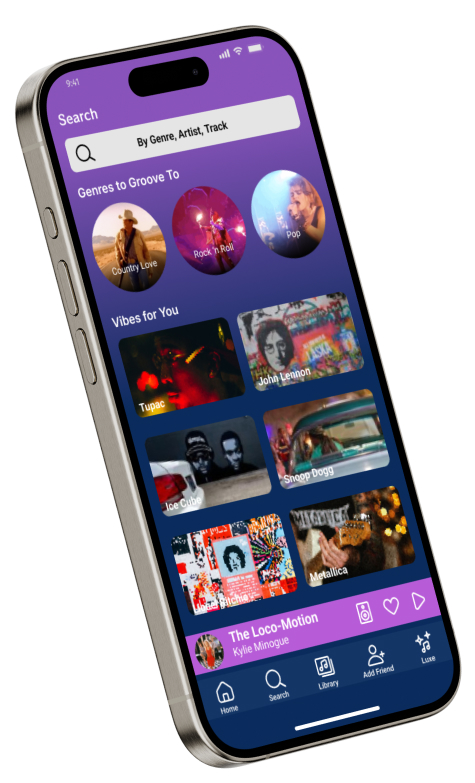 9:41
Search
By Genre, Artist, Track
Genres to Groove To
Country Love
Rock 'n Roll
Pop
Vibes for You
Tupac
John Lennon
Ice Cube
Snoop Dogg
Metallica
The Loco-Motion
Kylie Minogue
Home
Search
Library
Add Friend
Luxe